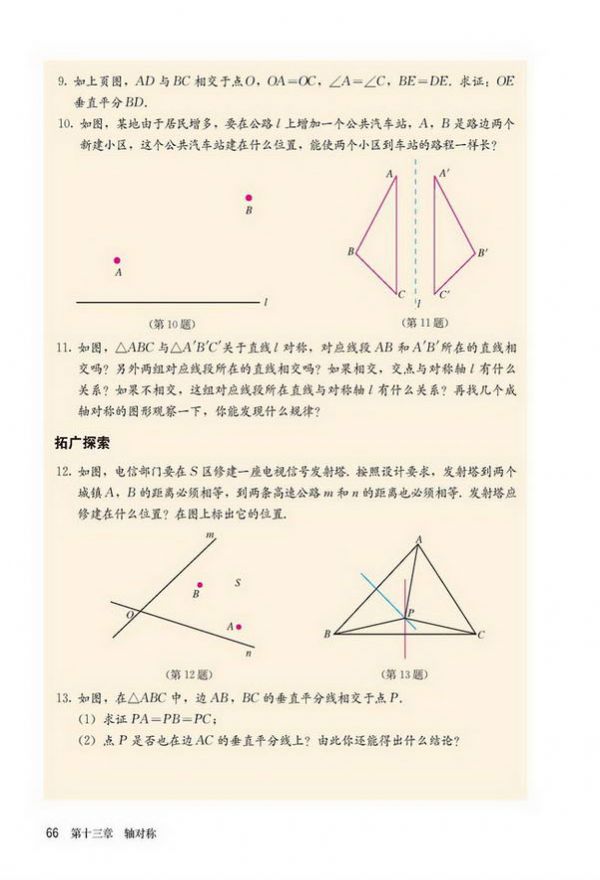 9. 如上页图，AD 与 BC 相交于点O，OA=OC，∠A=∠C，BE=DE. 求证：OE
垂直平分 BD.
10. 如图，某地由于居民增多，要在公路 l 上增加一个公共汽车站，A，B 是路边两个
新建小区，这个公共汽车站建在什么位置，能使两个小区到车站的路程一样长？
B
A
l
(第 10 题)
A
A′
B
B′
C
C′
l
(第 11 题)
11. 如图，△ABC 与△A′B′C′关于直线 l 对称，对应线段 AB 和 A′B′所在的直线相
交吗？另外两组对应线段所在的直线相交吗？如果相交，交点与对称轴 l 有什么
关系？如果不相交，这组对应线段所在直线与对称轴 l 有什么关系？再找几个成
轴对称的图形观察一下，你能发现什么规律？
拓广探索
12. 如图，电信部门要在 S 区修建一座电视信号发射塔. 按照设计要求，发射塔到两个
城镇 A，B 的距离必须相等，到两条高速公路 m 和 n 的距离也必须相等. 发射塔应
修建在什么位置？在图上标出它的位置.
m
S
B
O
A
n
(第 12 题)
A
P
B
C
(第 13 题)
13. 如图，在△ABC 中，边 AB，BC 的垂直平分线相交于点 P.
(1) 求证 PA=PB=PC；
(2) 点 P 是否也在边 AC 的垂直平分线上？由此你还能得出什么结论？
66 第十三章 轴对称